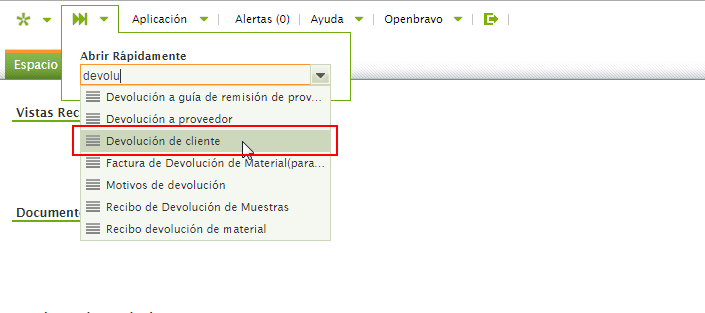 Aplicación
Alertas (0)
Ayuda
Openbravo
Espacio
Abrir Rápidamente
devolu
Vistas Rec
Devolución a guía de remisión de prov...
Devolución a proveedor
Devolución de cliente
Factura de Devolución de Material(para...
Motivos de devolución
Recibo de Devolución de Muestras
Documento
Recibo devolución de material